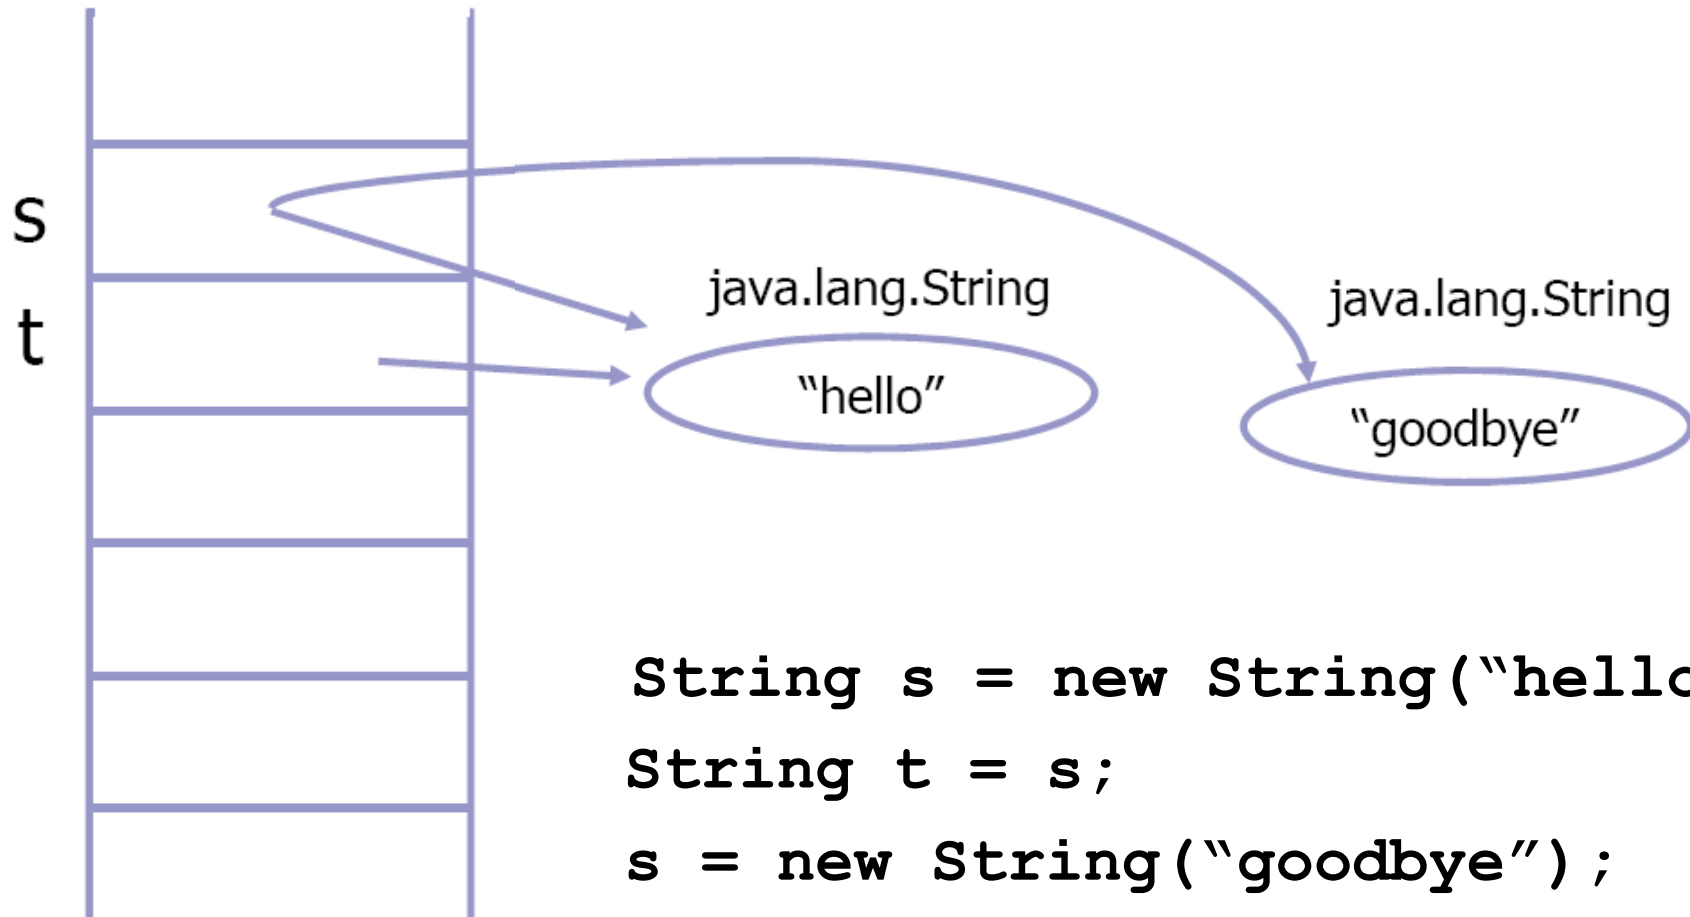 s
t
java.lang.String
“hello”
java.lang.String
“goodbye”
String s = new String(“hello
String t = s;
s = new String(“goodbye”);